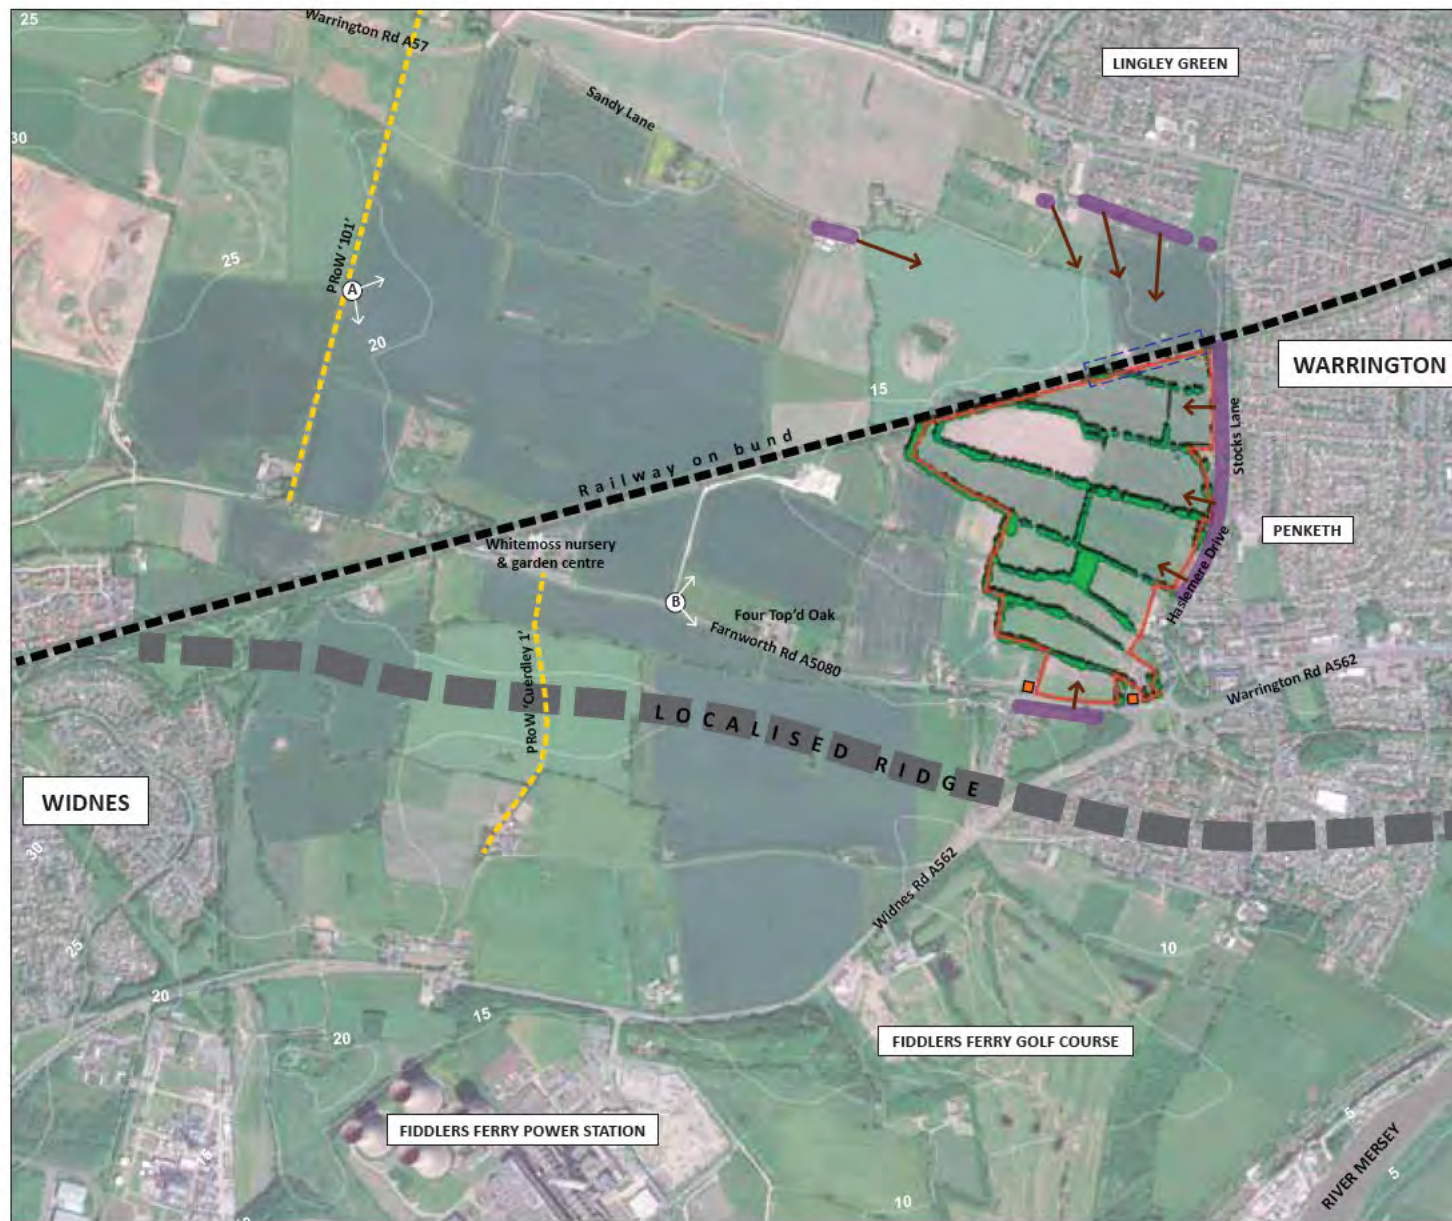 25
Warrington Rd A57
LINGLEY GREEN
Sandy Lane
30
PRoW '101'
25
A
20
15
WARRINGTON
Stocks Lane
Railway on bund
PENKETH
Whitemoss nursery
& garden centre
B
Four Top'd Oak
Farnworth Rd A5080
Haslemere Drive
Warrington Rd A562
PRoW 'Cuerdley 1'
LOCALISED RIDGE
WIDNES
30
Widnes Rd A562
25
10
20
15
20
FIDDLERS FERRY GOLF COURSE
FIDDLERS FERRY POWER STATION
5
15
RIVER MERSEY
5
10